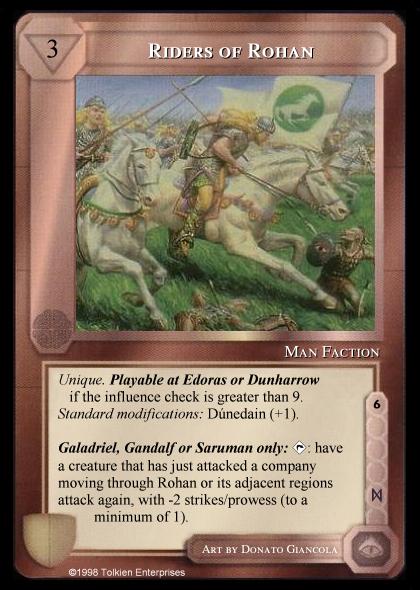 3
RIDERS OF ROHAN
MAN FACTION
Unique. Playable at Edoras or Dunharrow
if the influence check is greater than 9.
Standard modifications: Dúnedain (+1).
Galadriel, Gandalf or Saruman only: : have
a creature that has just attacked a company
moving through Rohan or its adjacent regions
attack again, with -2 strikes/prowess (to a
minimum of 1).
6
ART BY DONATO GIANCOLA
©1998 Tolkien Enterprises